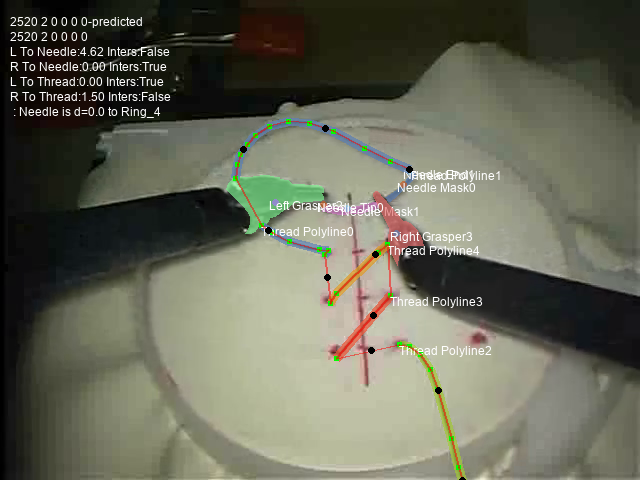 2520 2 0 0 0 0-predicted
2520 2 0 0 0 0
L To Needle:4.62 Inters:False
R To Needle:0.00 Inters:True
L To Thread:0.00 Inters:True
R To Thread:1.50 Inters:False
: Needle is d=0.0 to Ring_4
Thread Polyline1
Needle Mask0
Left Grasper2
Needle Tip0
Needle Mask1
Thread Polyline0
Right Grasper3
Thread Polyline4
Thread Polyline3
Thread Polyline2